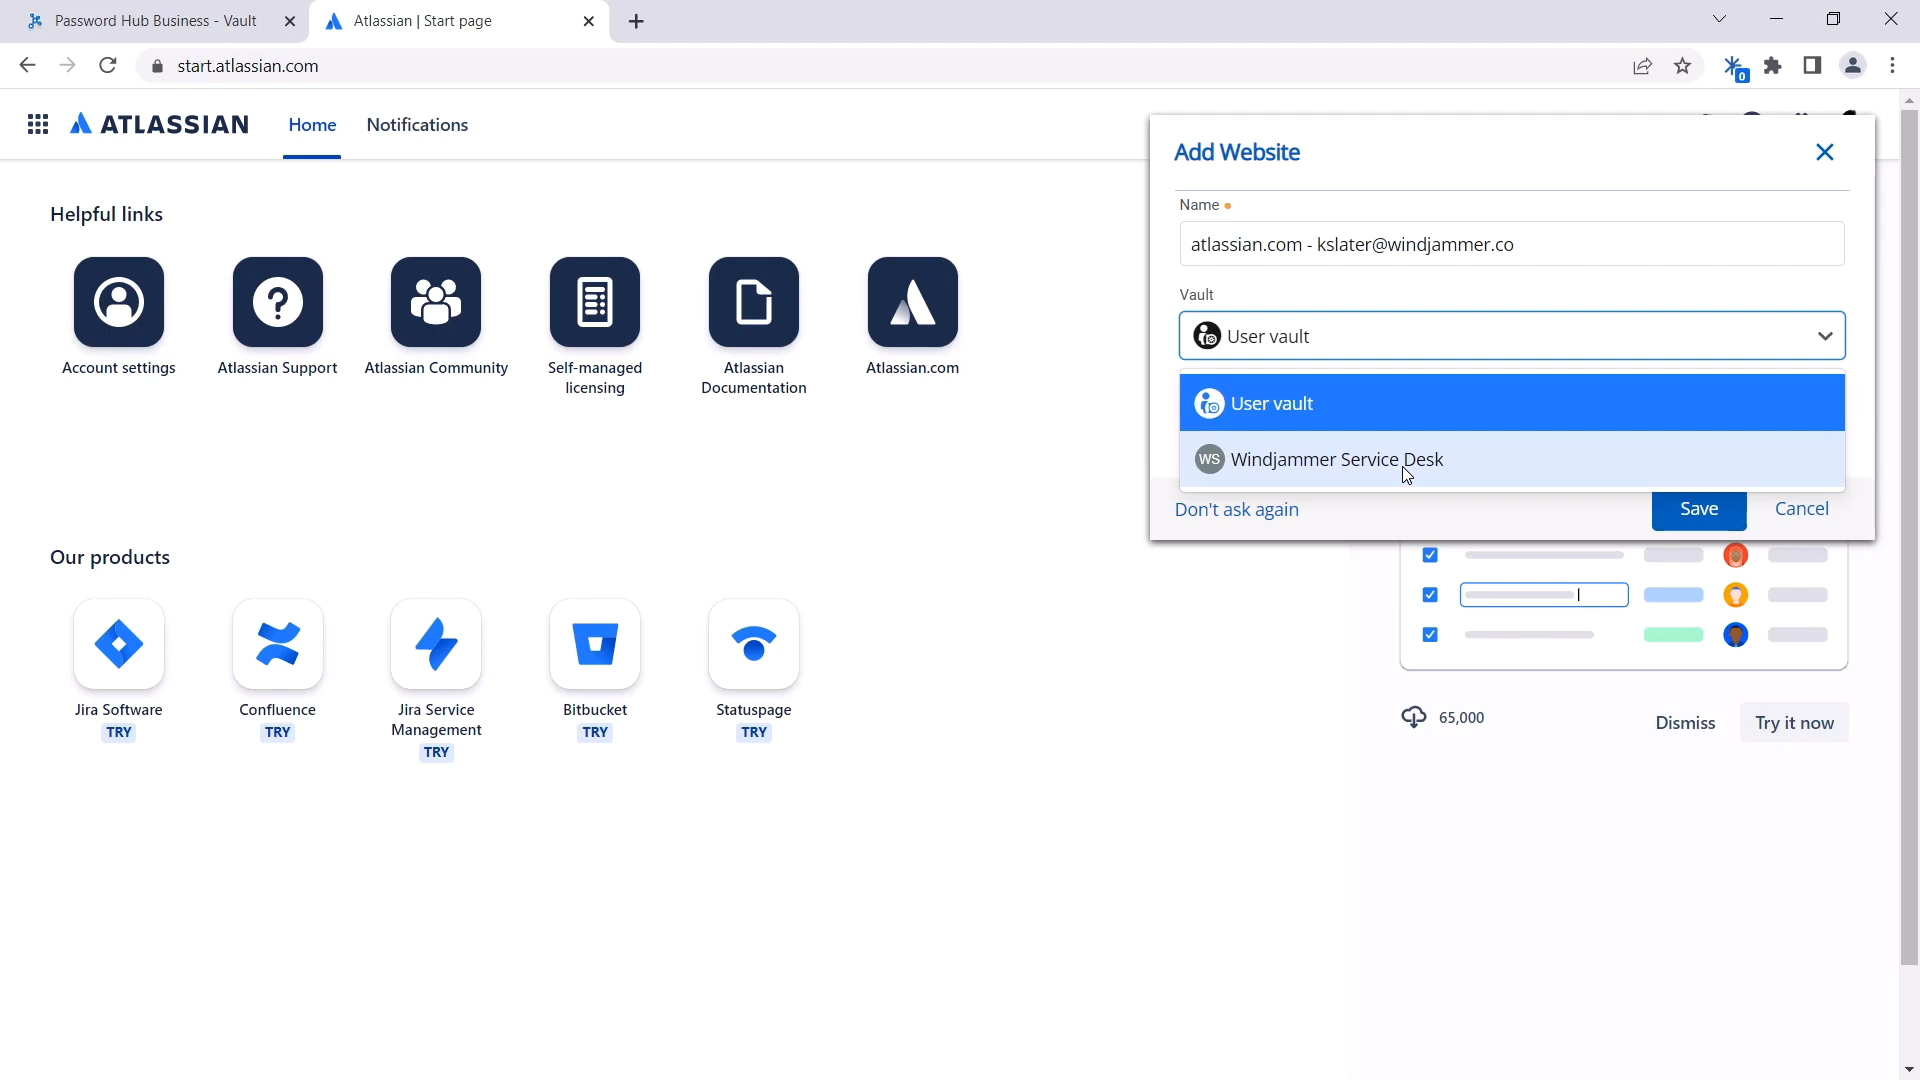 Password Hub Business - Vault
Atlassian | Start page
start.atlassian.com
0
ATLASSIAN
Home
Notifications
Add Website
Name
atlassian.com - kslater@windjammer.co
Vault
User vault
User vault
WS Windjammer Service Desk
Don't ask again
Save
Cancel
Helpful links
Account settings
Atlassian Support
Atlassian Community
Self-managed
licensing
Atlassian
Documentation
Atlassian.com
Our products
Jira Software
TRY
Confluence
TRY
Jira Service
Management
TRY
Bitbucket
TRY
Statuspage
TRY
65,000
Dismiss
Try it now